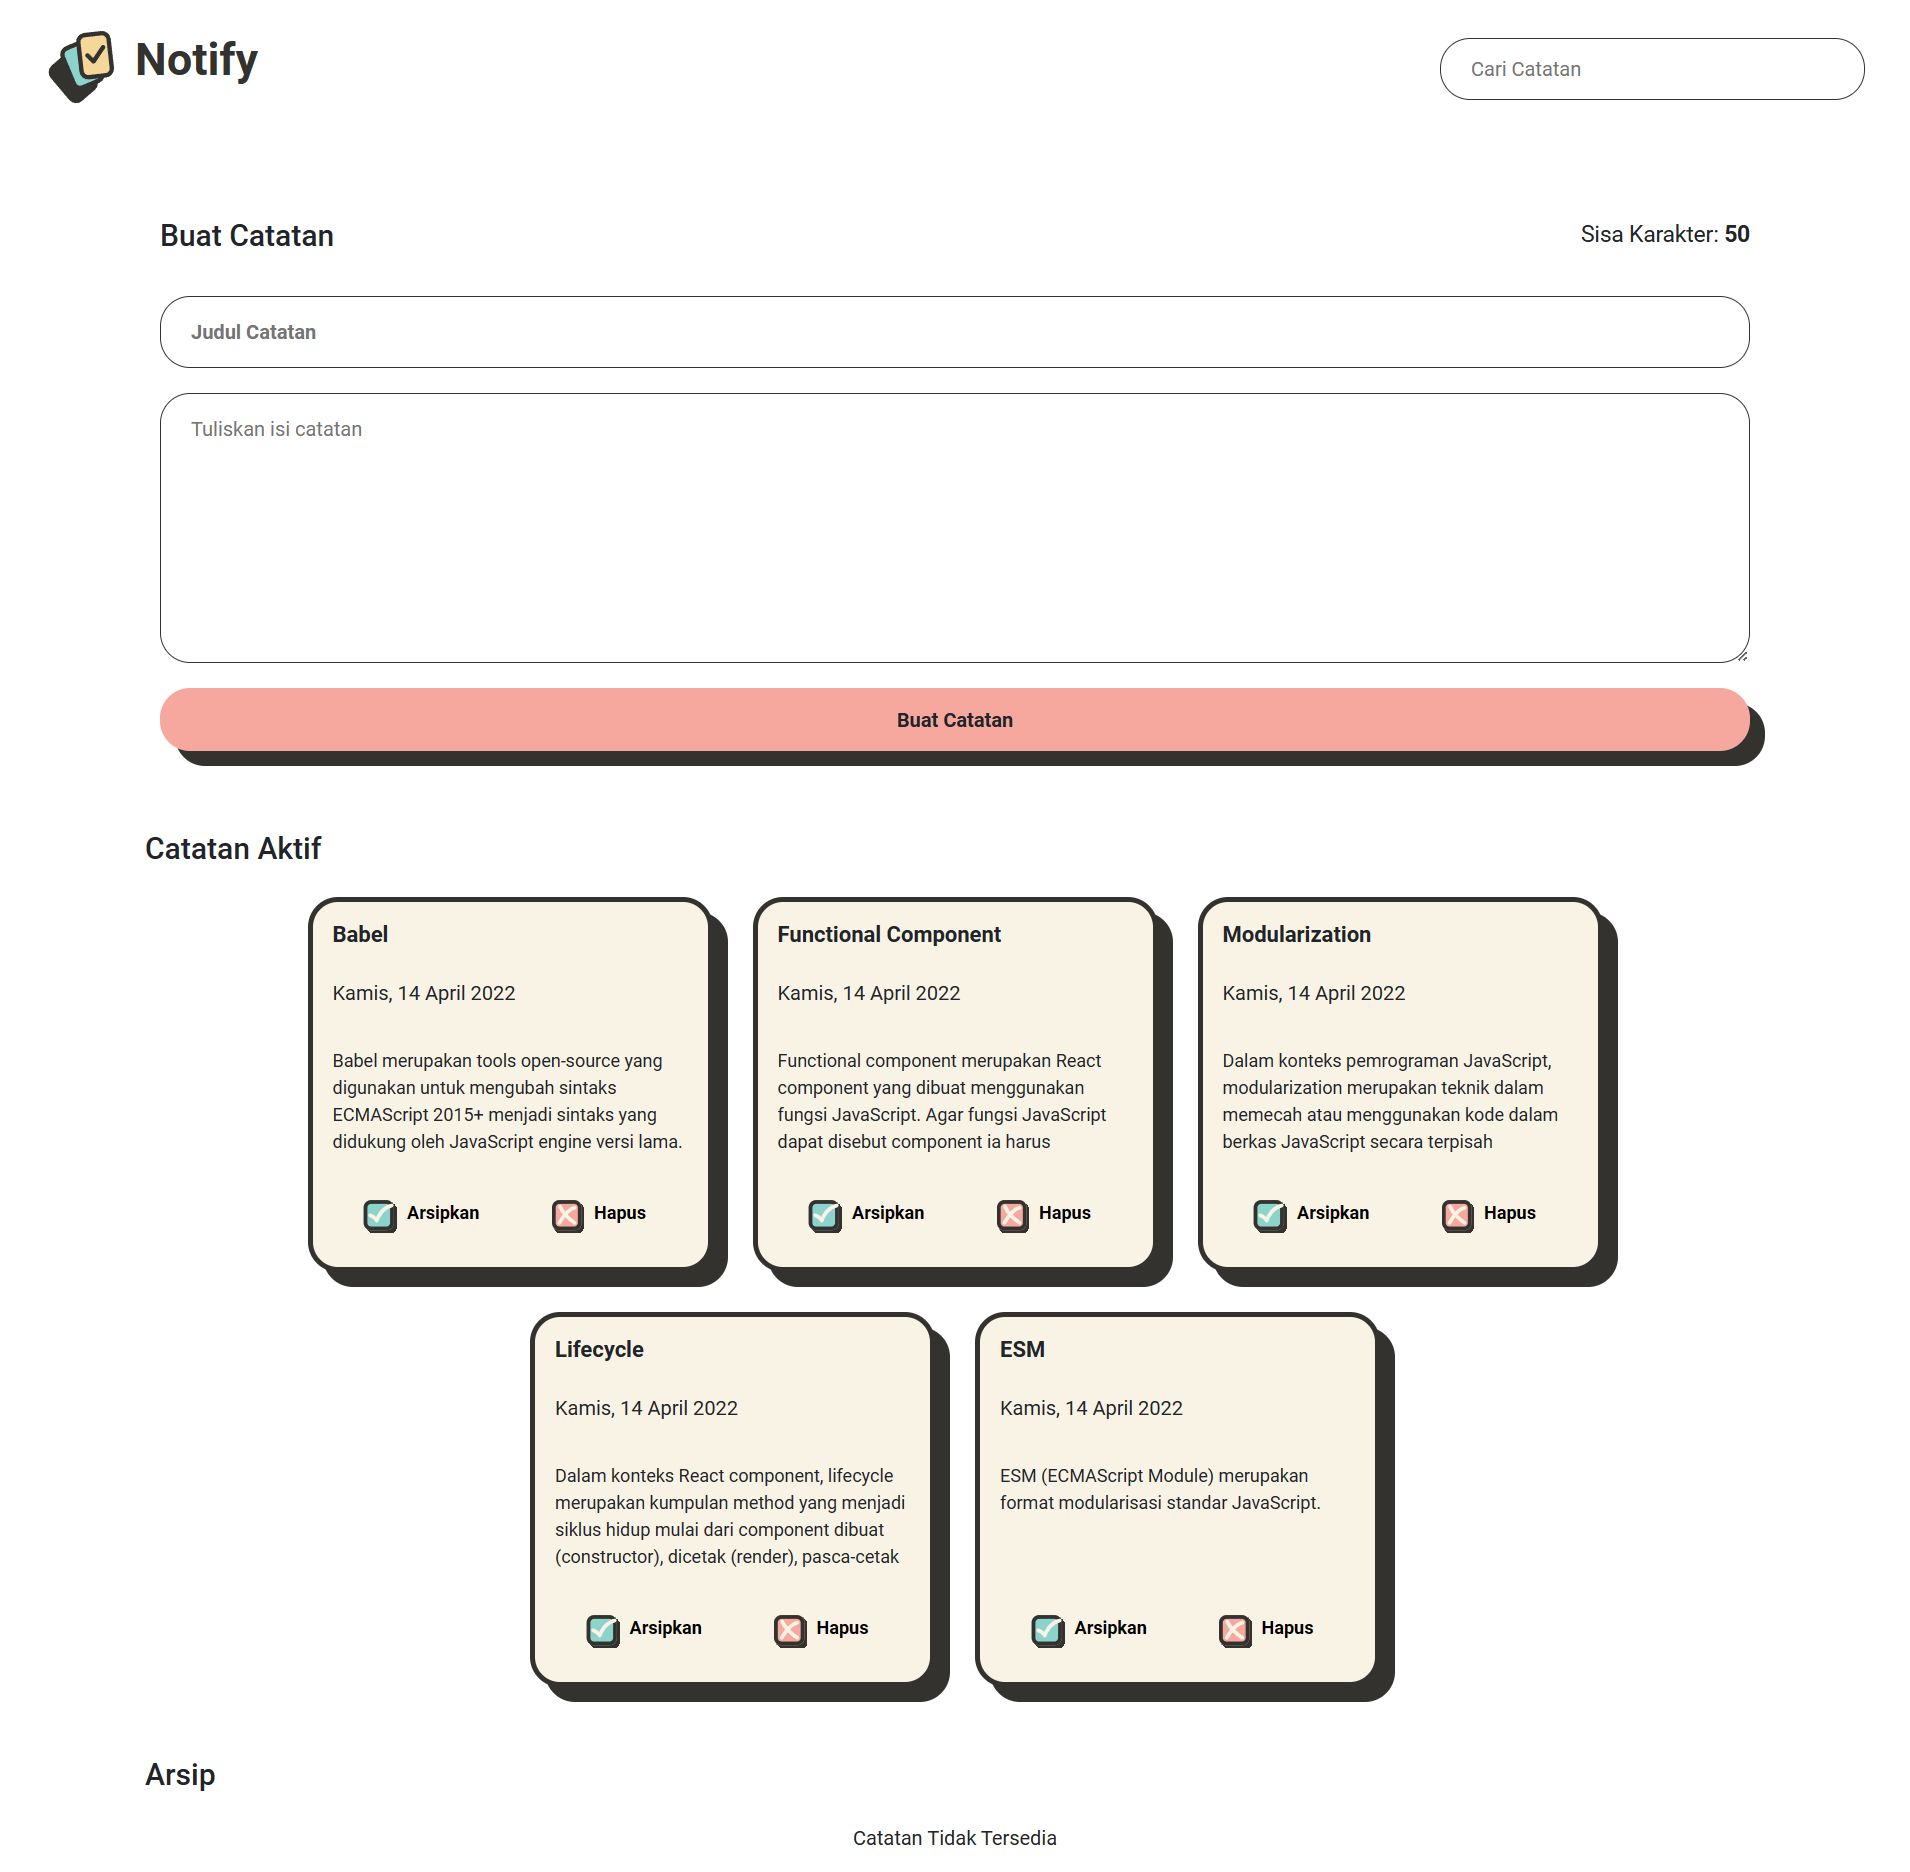 Notify
Cari Catatan
Buat Catatan
Sisa Karakter: 50
Judul Catatan
Tuliskan isi catatan
Buat Catatan
Catatan Aktif
Babel
Kamis, 14 April 2022
Babel merupakan tools open-source yang
digunakan untuk mengubah sintaks
ECMAScript 2015+ menjadi sintaks yang
didukung oleh JavaScript engine versi lama.
Arsipkan
Hapus
Functional Component
Kamis, 14 April 2022
Functional component merupakan React
component yang dibuat menggunakan
fungsi JavaScript. Agar fungsi JavaScript
dapat disebut component ia harus
Arsipkan
Hapus
Modularization
Kamis, 14 April 2022
Dalam konteks pemrograman JavaScript,
modularization merupakan teknik dalam
memecah atau menggunakan kode dalam
berkas JavaScript secara terpisah
Arsipkan
Hapus
Lifecycle
Kamis, 14 April 2022
Dalam konteks React component, lifecycle
merupakan kumpulan method yang menjadi
siklus hidup mulai dari component dibuat
(constructor), dicetak (render), pasca-cetak
Arsipkan
Hapus
ESM
Kamis, 14 April 2022
ESM (ECMAScript Module) merupakan
format modularisasi standar JavaScript.
Arsipkan
Hapus
Arsip
Catatan Tidak Tersedia